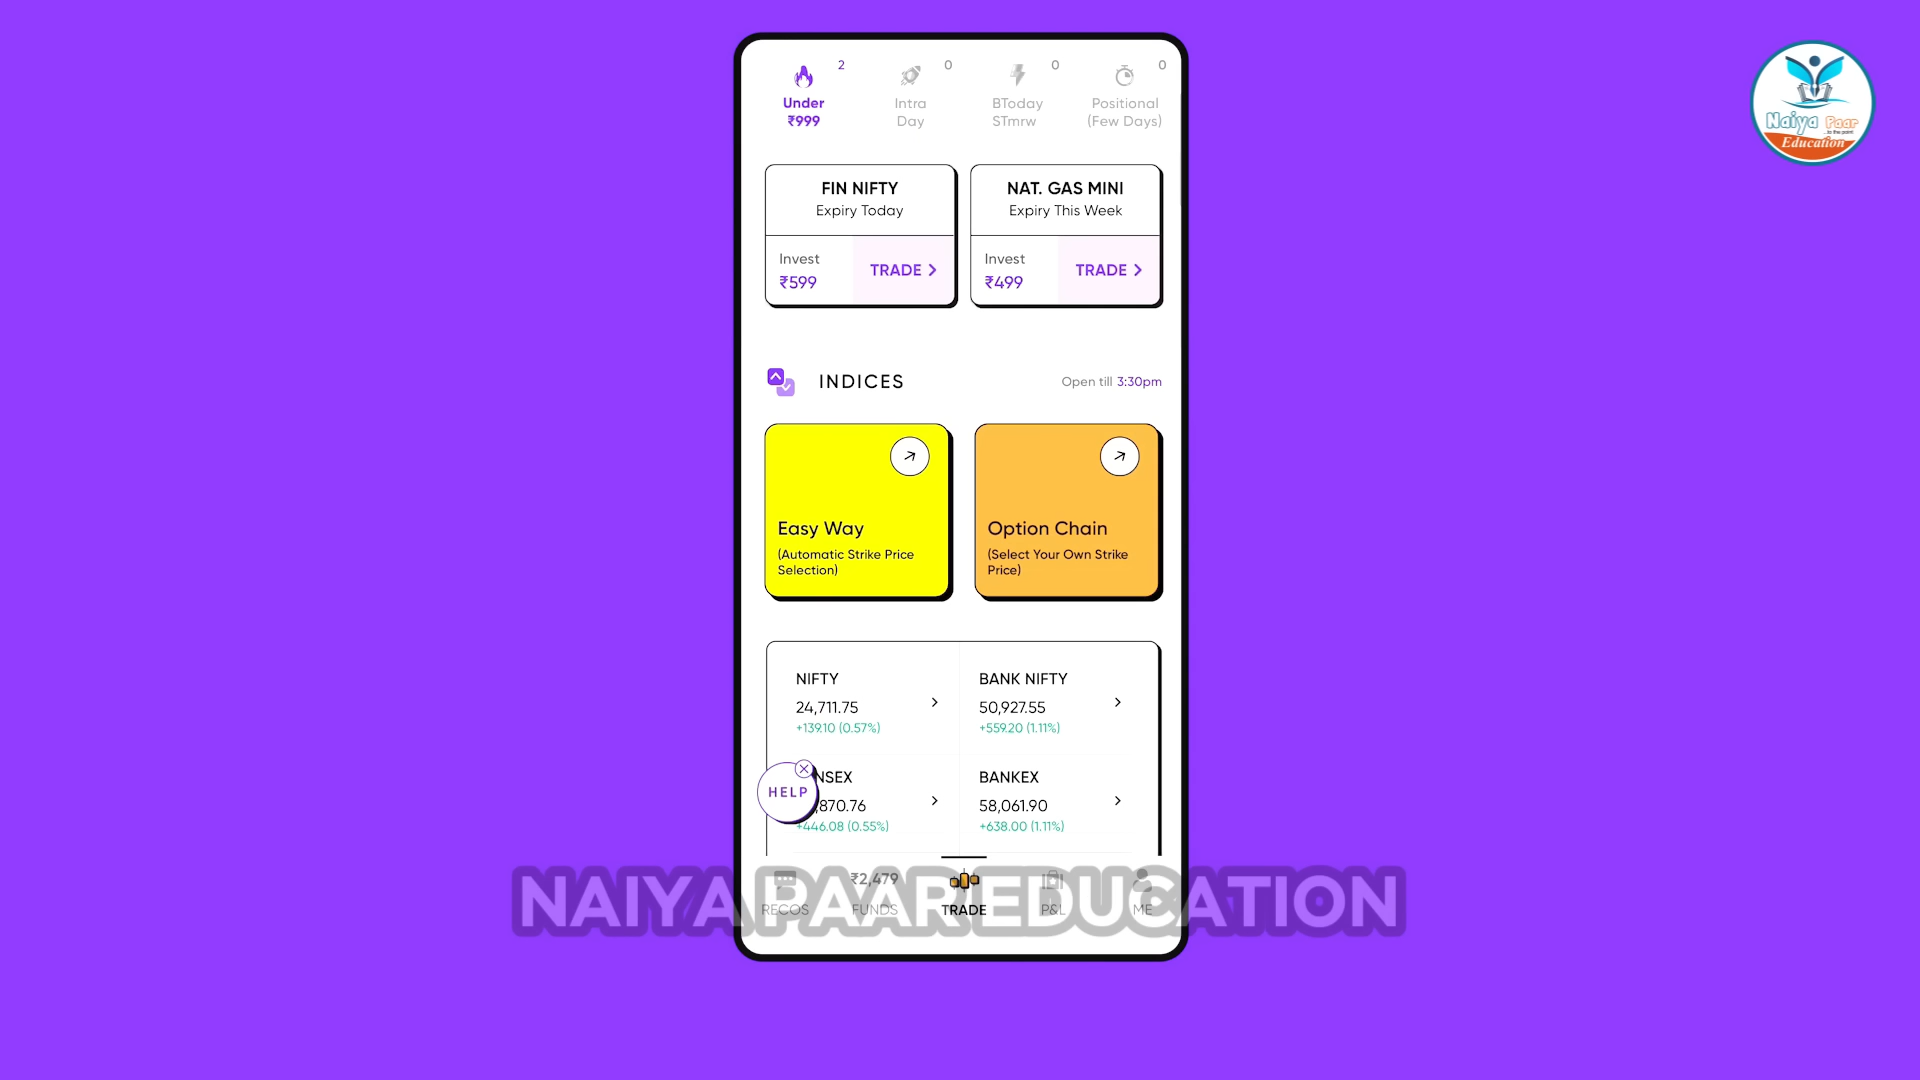 2
Under
₹999
0
Intra
Day
0
BToday
STmrw
0
Positional
(Few Days)
FIN NIFTY
Expiry Today
Invest
₹599
TRADE
NAT. GAS MINI
Expiry This Week
Invest
₹499
TRADE
INDICES
Open till 3:30pm
Easy Way
(Automatic Strike Price
Selection)
Option Chain
(Select Your Own Strike
Price)
NIFTY
24,711.75
+139.10 (0.57%)
BANK NIFTY
50,927.55
+559.20 (1.11%)
NSEX
,870.76
+446.08 (0.55%)
BANKEX
58,061.90
+638.00 (1.11%)
HELP
RECOS
₹2,479
FUNDS
TRADE
P&L
ME
NAIYA PAAR EDUCATION
Naiya Paar
...to the point
Education